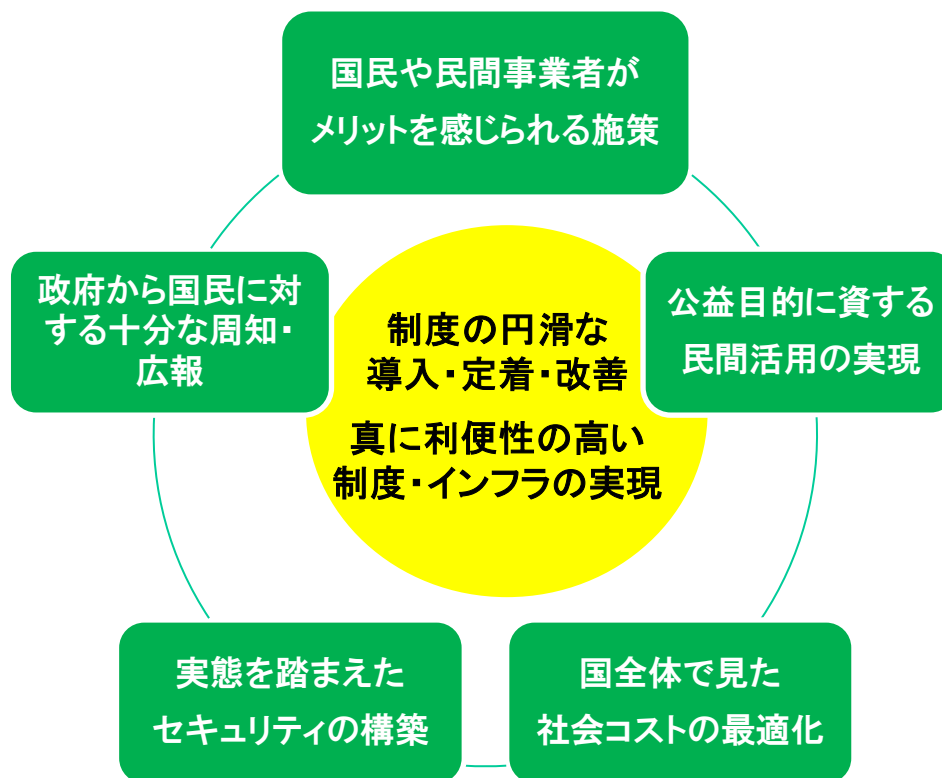 国民や民間事業者が
メリットを感じられる施策
政府から国民に対
する十分な周知・
広報
制度の円滑な
導入・定着・改善
真に利便性の高い
制度・インフラの実現
公益目的に資する
民間活用の実現
実態を踏まえた
セキュリティの構築
国全体で見た
社会コストの最適化